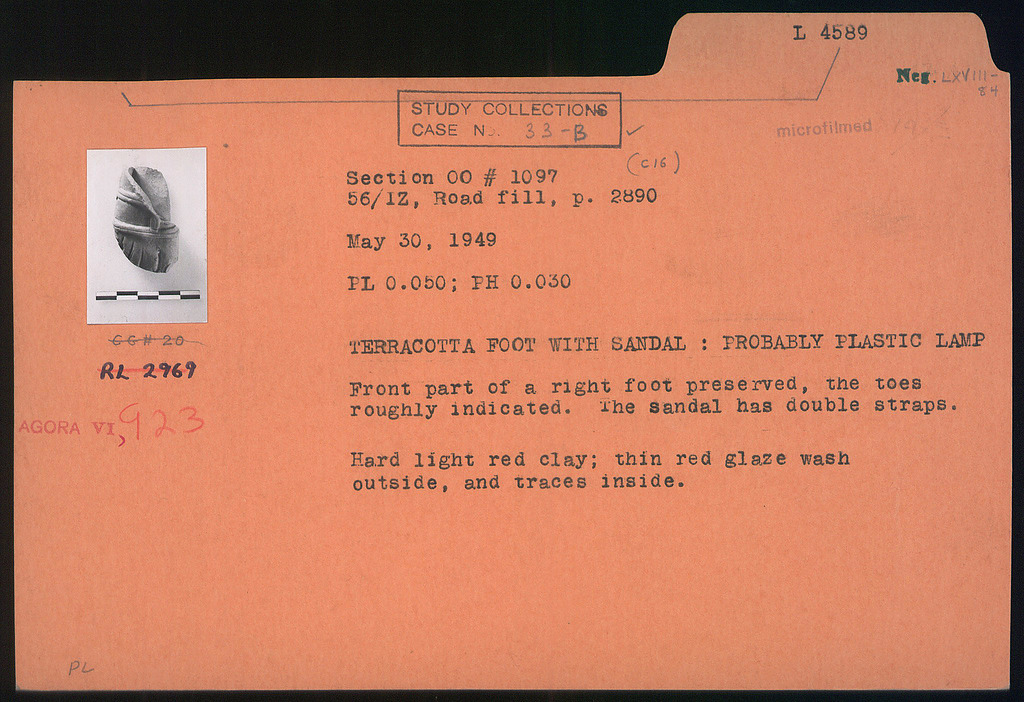 L 4589
Neg. LXVIII-
84
STUDY COLLECTIONS
CASE No. 33-B ✓
microfilmed
(C16)
Section OO # 1097
56/IZ, Road fill, p. 2890
May 30, 1949
PL 0.050; PH 0.030
CG# 20
RL 2969
AGORA VI, 923
TERRACOTTA FOOT WITH SANDAL : PROBABLY PLASTIC LAMP
Front part of a right foot preserved, the toes
roughly indicated. The sandal has double straps.
Hard light red clay; thin red glaze wash
outside, and traces inside.
PL